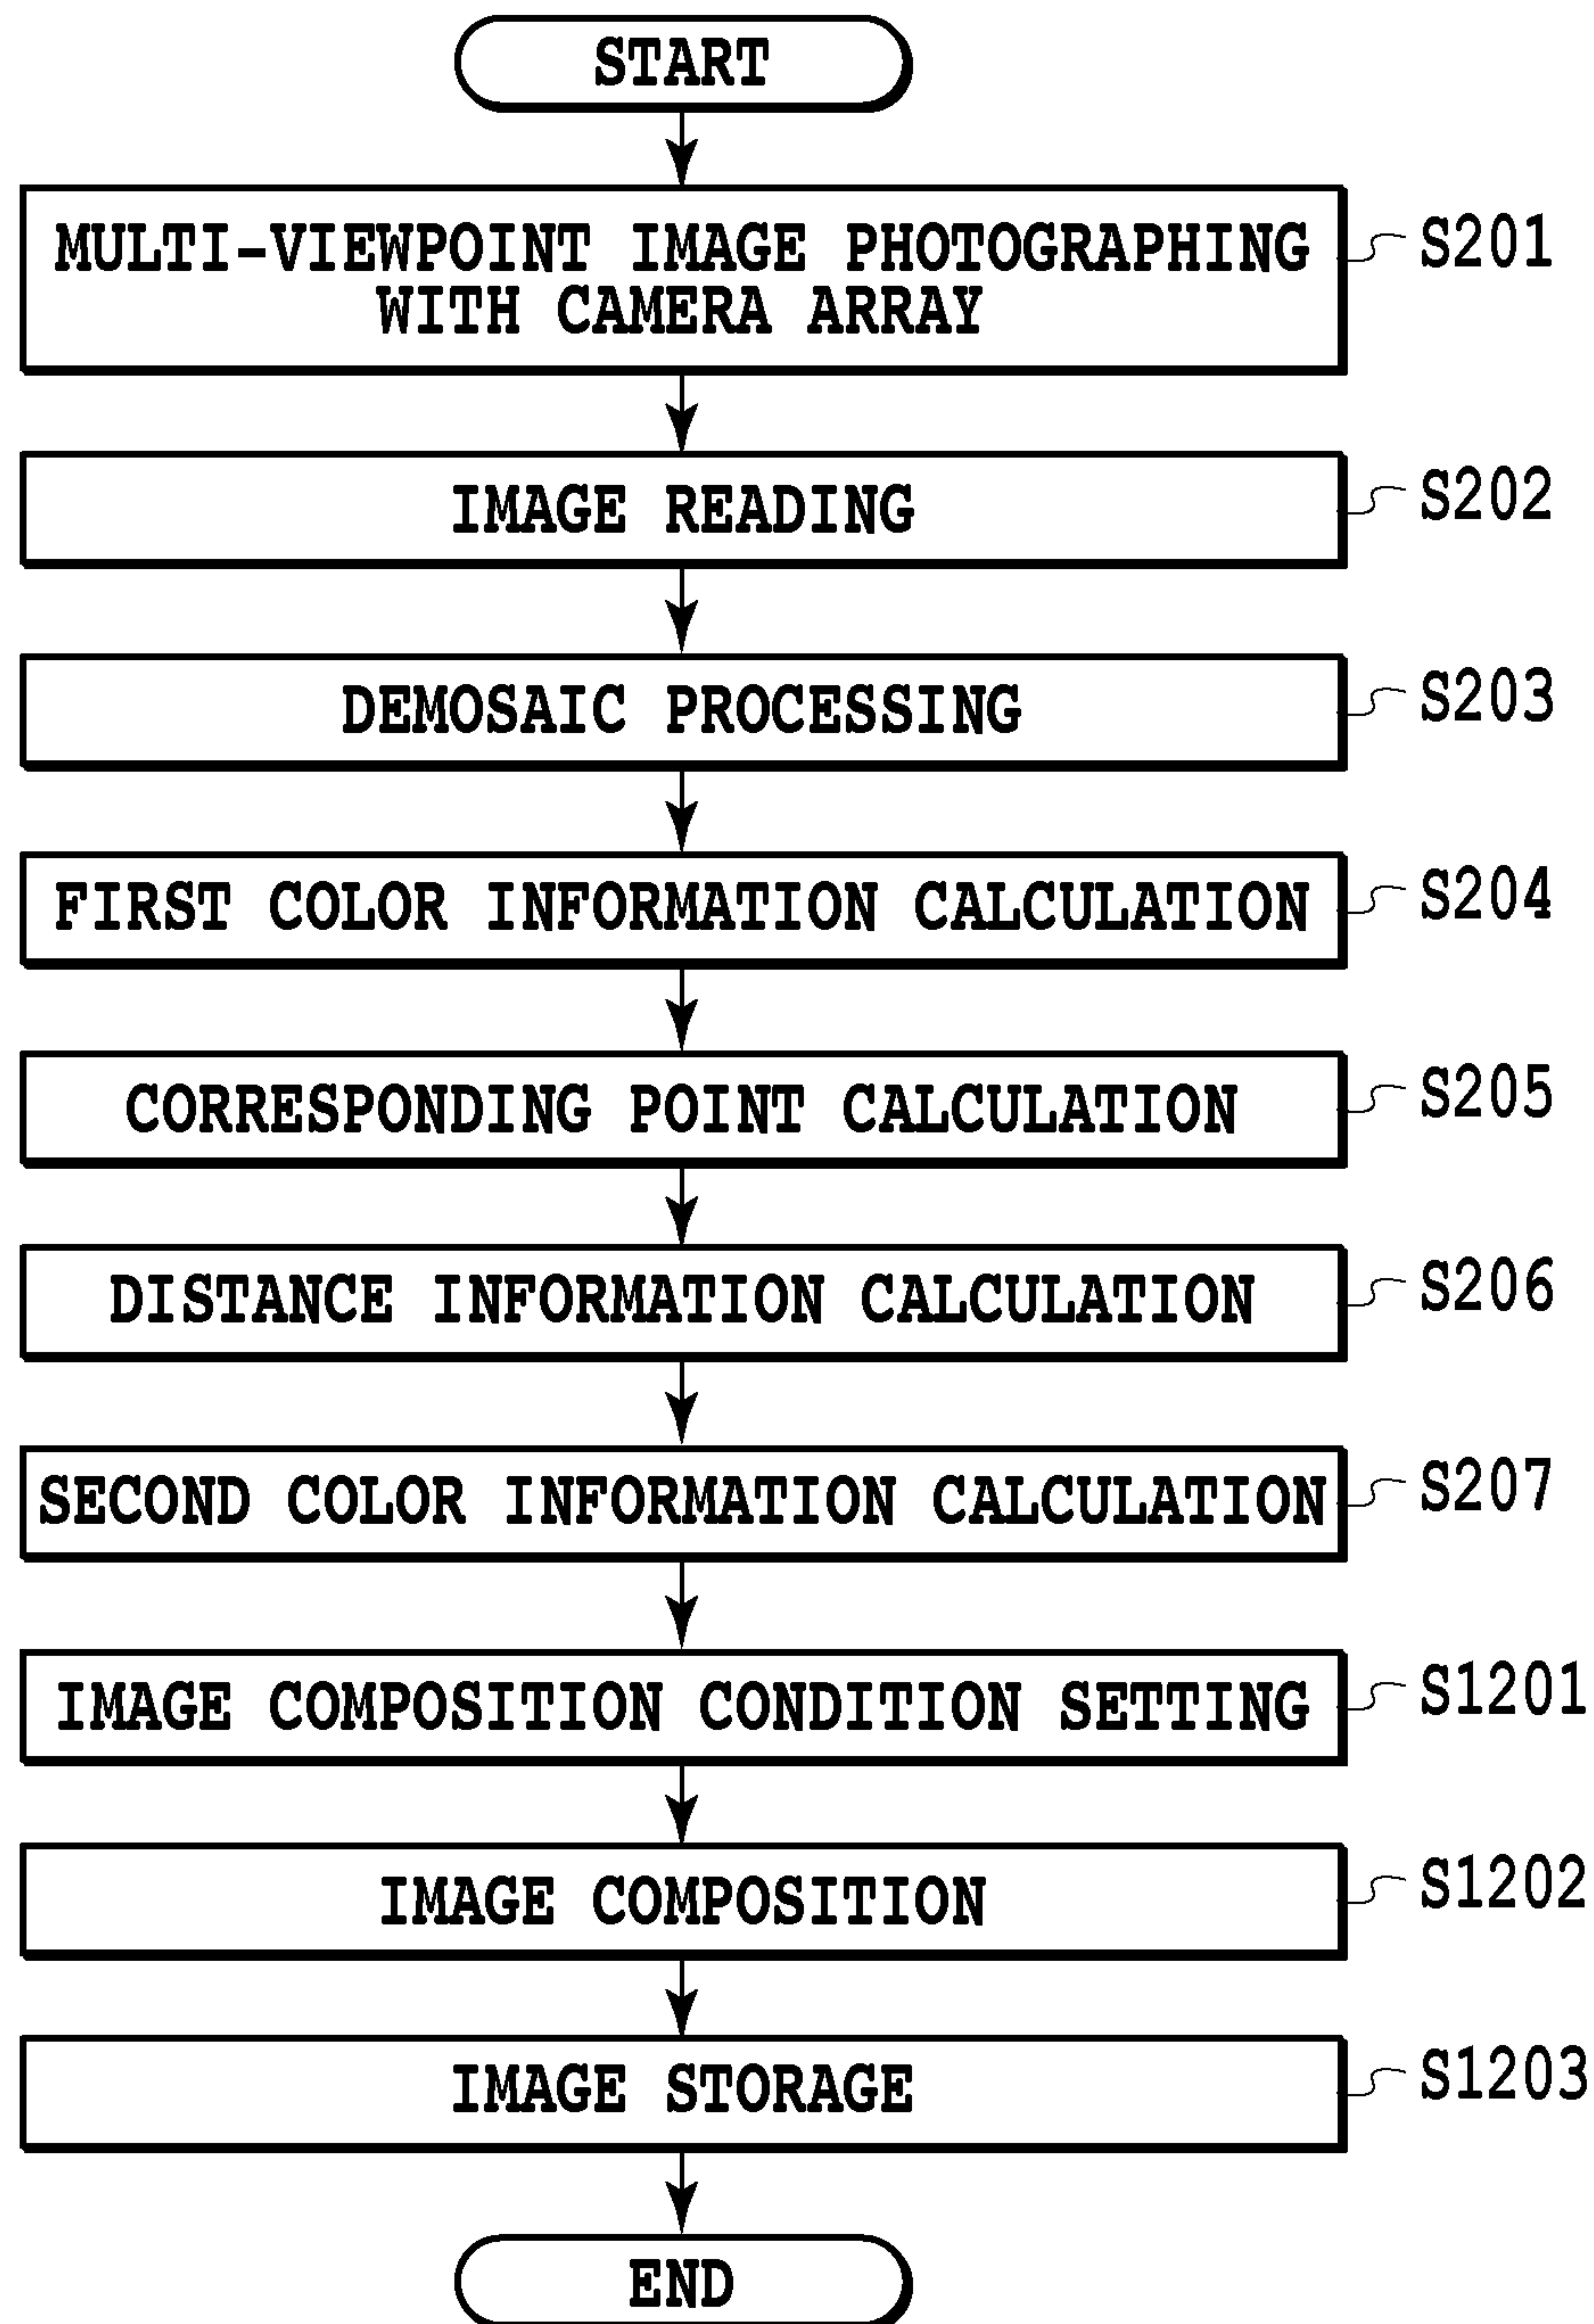 START
MULTI-VIEWPOINT IMAGE PHOTOGRAPHING
WITH CAMERA ARRAY
S201
IMAGE READING
S202
DEMOSAIC PROCESSING
S203
FIRST COLOR INFORMATION CALCULATION
S204
CORRESPONDING POINT CALCULATION
S205
DISTANCE INFORMATION CALCULATION
S206
SECOND COLOR INFORMATION CALCULATION
S207
IMAGE COMPOSITION CONDITION SETTING
S1201
IMAGE COMPOSITION
S1202
IMAGE STORAGE
S1203
END